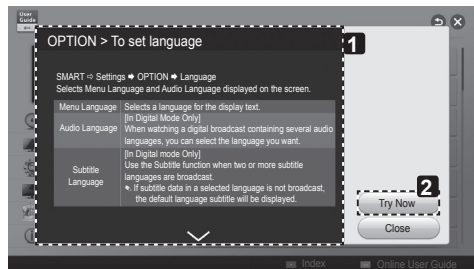 User
Guide
OPTION > To set language
1
SMART ⇨ Settings ➡ OPTION ➡ Language
Selects Menu Language and Audio Language displayed on the screen.
Menu Language Selects a language for the display text.
Audio Language [In Digital Mode Only]
When watching a digital broadcast containing several audio
languages, you can select the language you want.
Subtitle
Language
[In Digital mode Only]
Use the Subtitle function when two or more subtitle
languages are broadcast.
If subtitle data in a selected language is not broadcast,
the default language subtitle will be displayed.
2
Try Now
Close
Index
Online User Guide